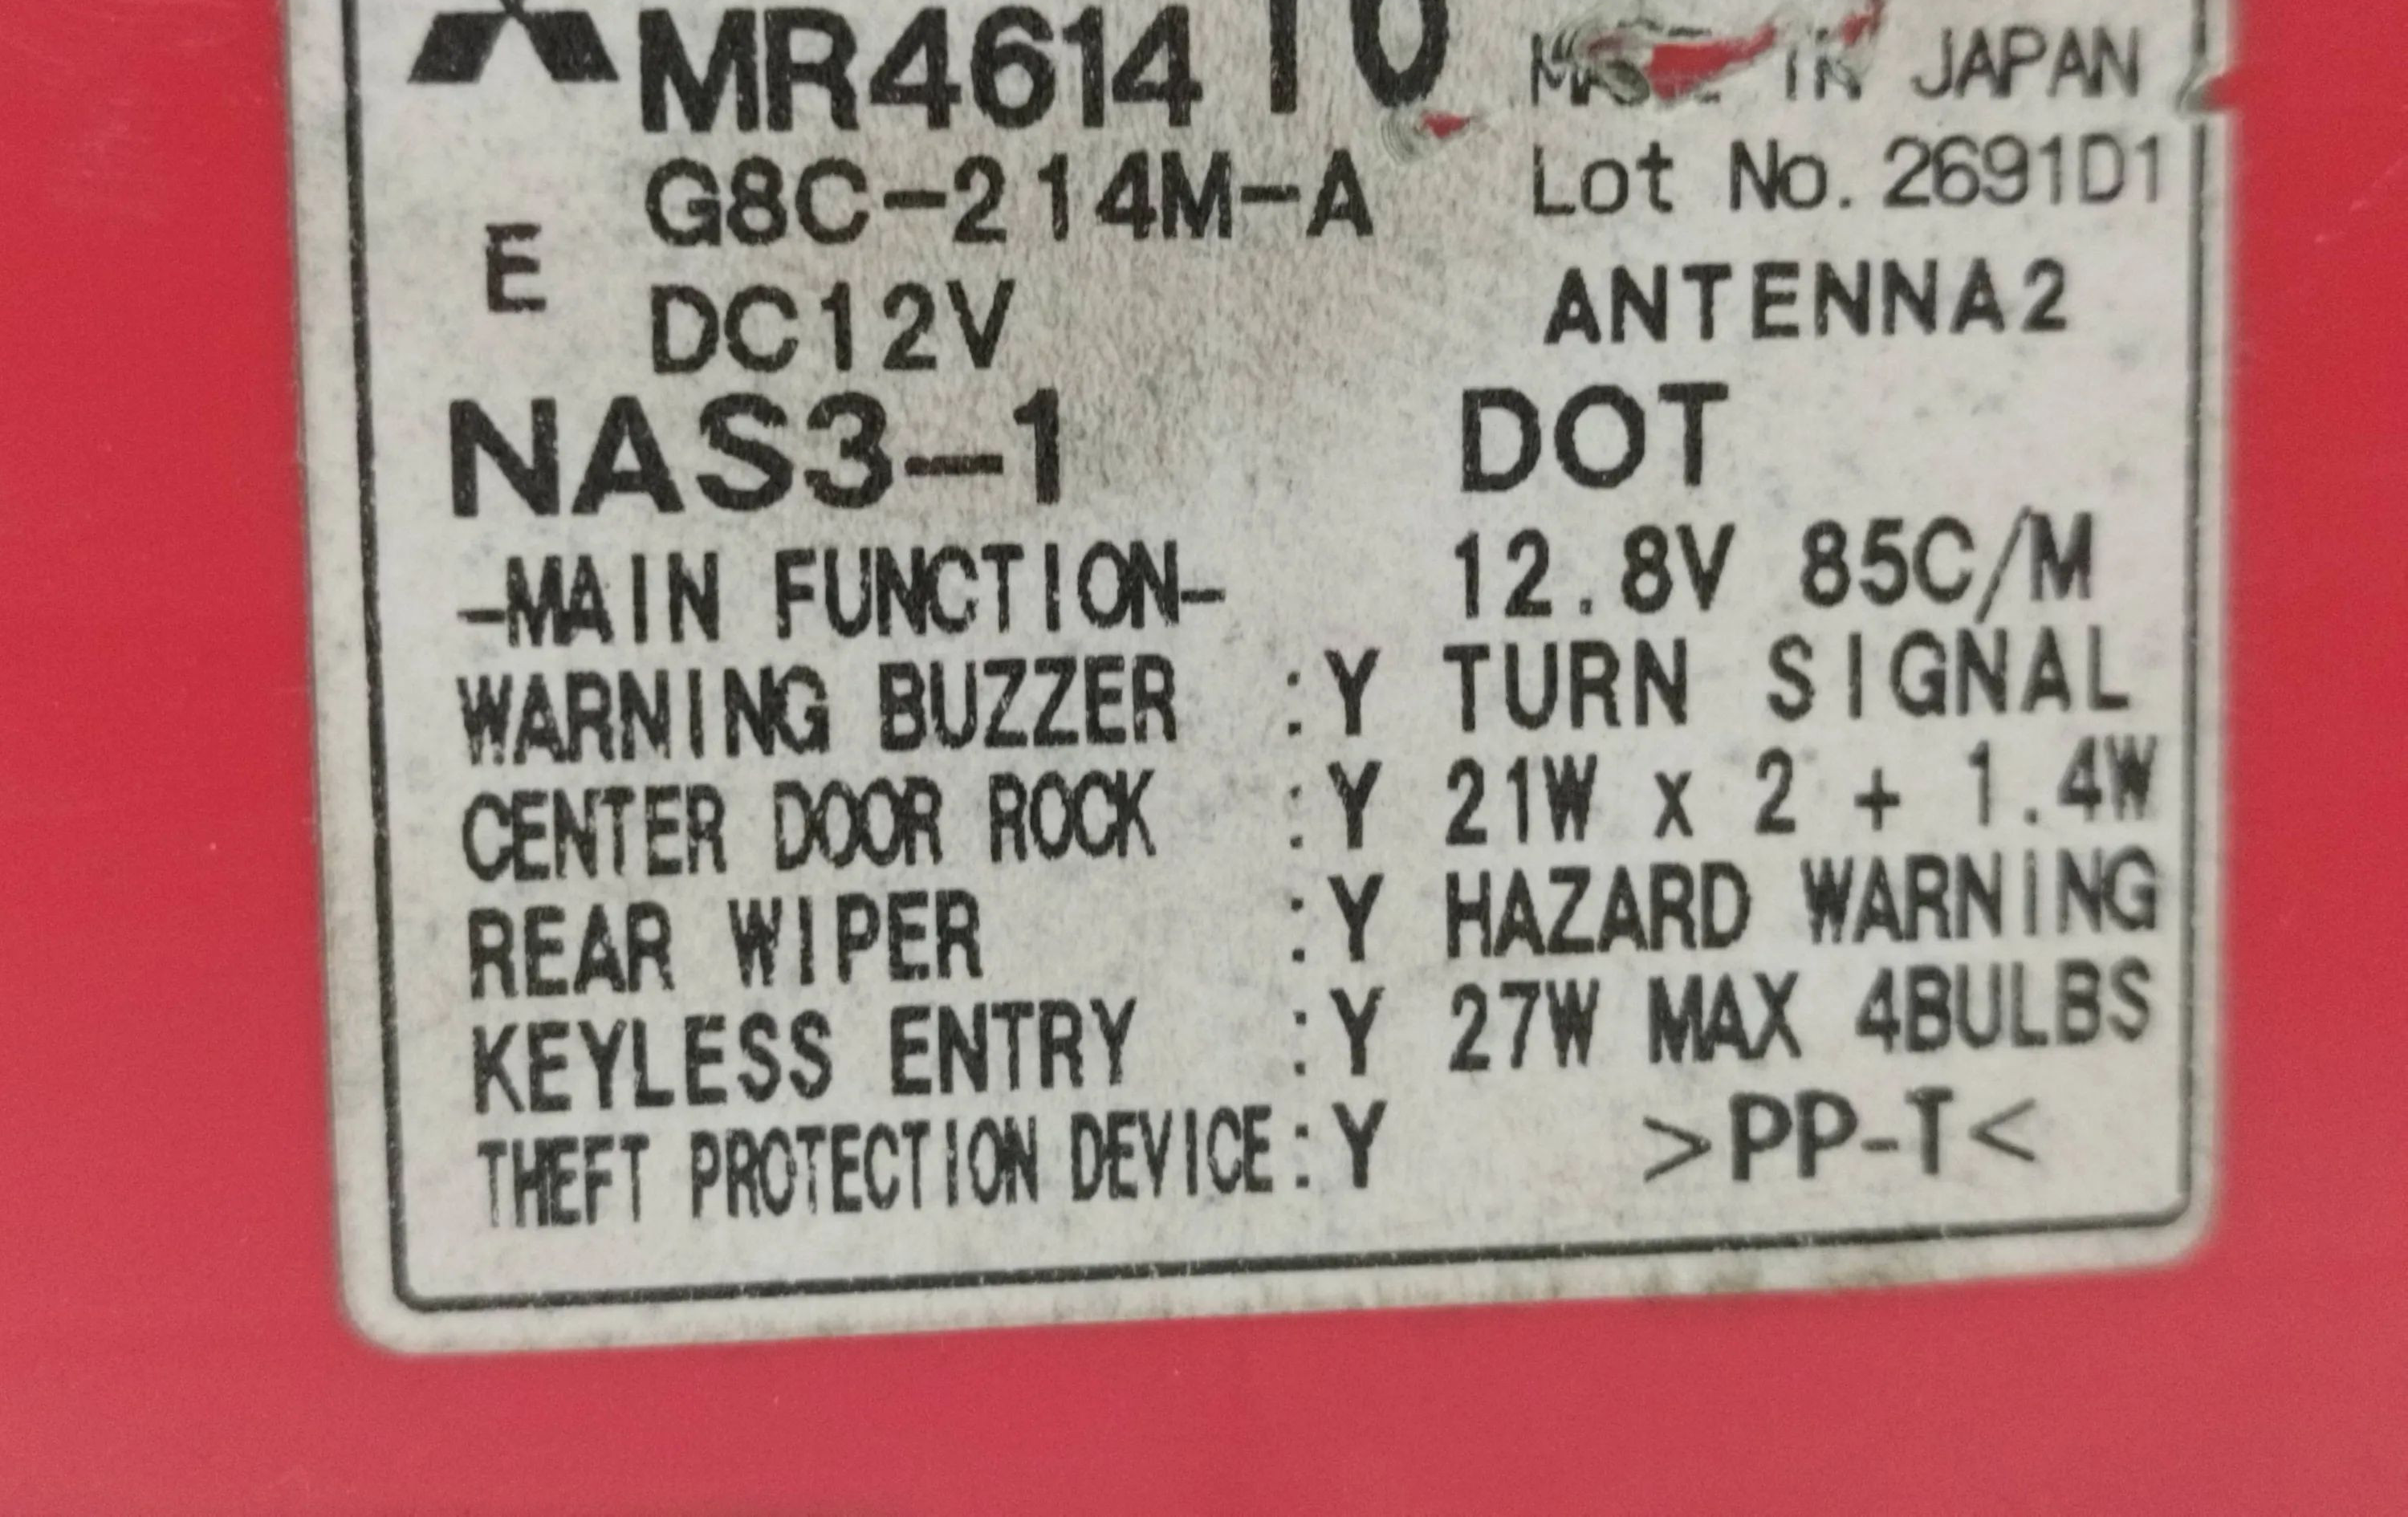 MR461410
MADE IN JAPAN
G8C-214M-A
Lot No. 2691D1
E
DC12V
ANTENNA2
NAS3-1
DOT
-MAIN FUNCTION-
12.8V 85C/M
WARNING BUZZER :Y
TURN SIGNAL
CENTER DOOR ROCK :Y
21W x 2 + 1.4W
REAR WIPER :Y
HAZARD WARNING
KEYLESS ENTRY :Y
27W MAX 4BULBS
THEFT PROTECTION DEVICE:Y
>PP-T<